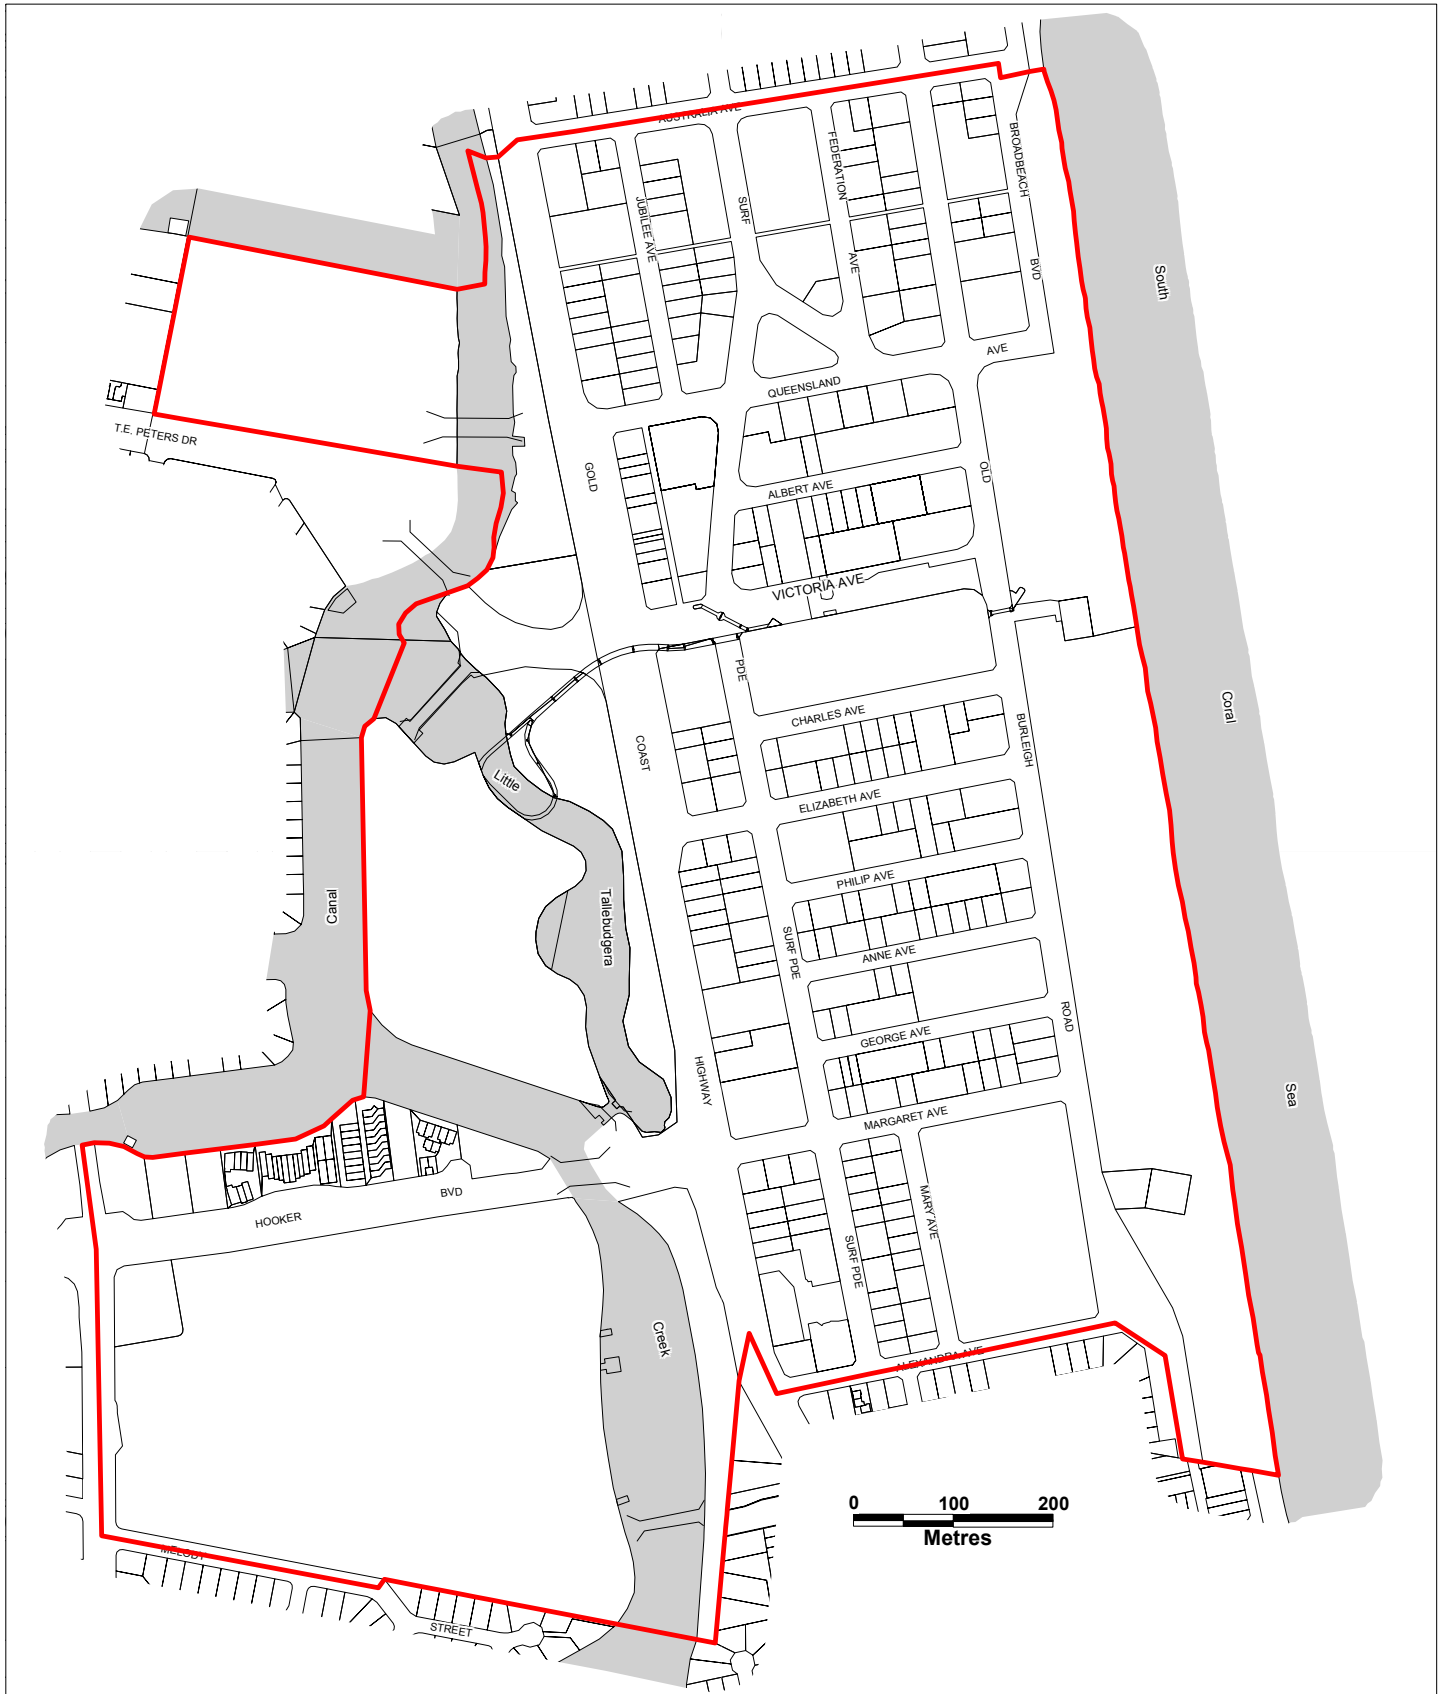 AUSTRALIA AVE
BROADBEACH
FEDERATION
JUBILEE AVE
SURF
AVE
BVD
South
AVE
QUEENSLAND
T.E. PETERS DR
GOLD
OLD
ALBERT AVE
VICTORIA AVE
PDE
Coral
CHARLES AVE
BURLEIGH
COAST
Little
ELIZABETH AVE
PHILIP AVE
Canal
Tallebudgera
SURF PDE
ANNE AVE
ROAD
GEORGE AVE
HIGHWAY
Sea
MARGARET AVE
BVD
HOOKER
MARY AVE
SURF PDE
Creek
ALEXANDRA AVE
0 100 200
Metres
MELODY
STREET